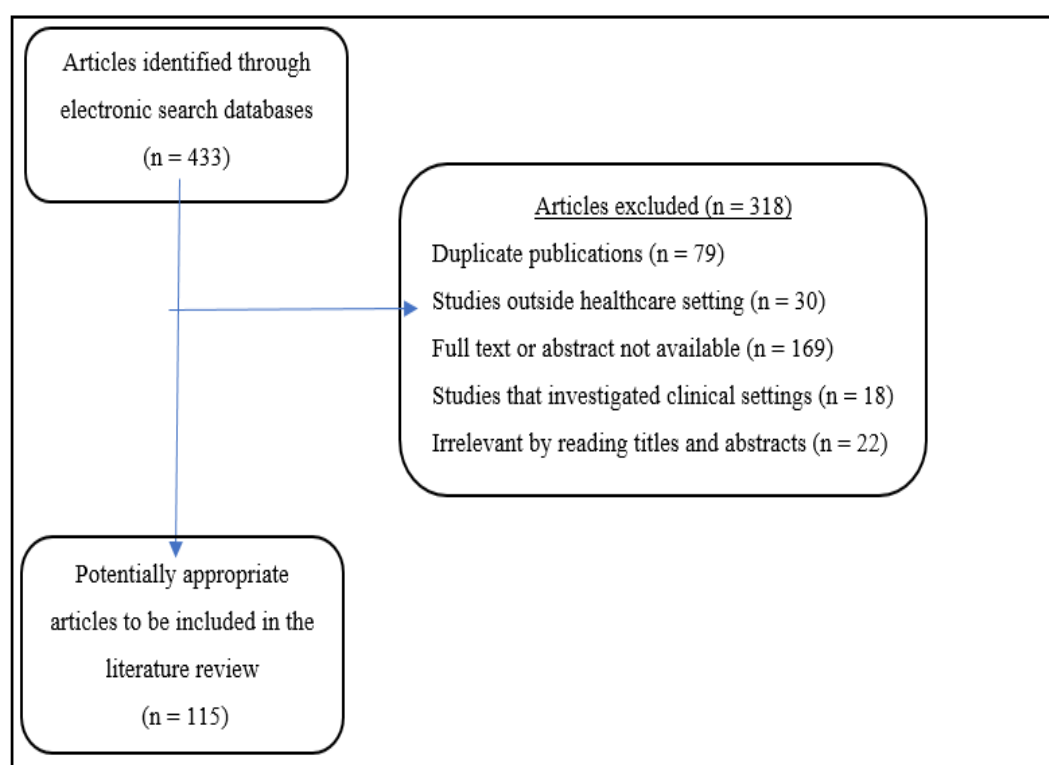 Articles identified through
electronic search databases
(n = 433)
Articles excluded (n = 318)
Duplicate publications (n = 79)
Studies outside healthcare setting (n = 30)
Full text or abstract not available (n = 169)
Studies that investigated clinical settings (n = 18)
Irrelevant by reading titles and abstracts (n = 22)
Potentially appropriate
articles to be included in the
literature review
(n = 115)